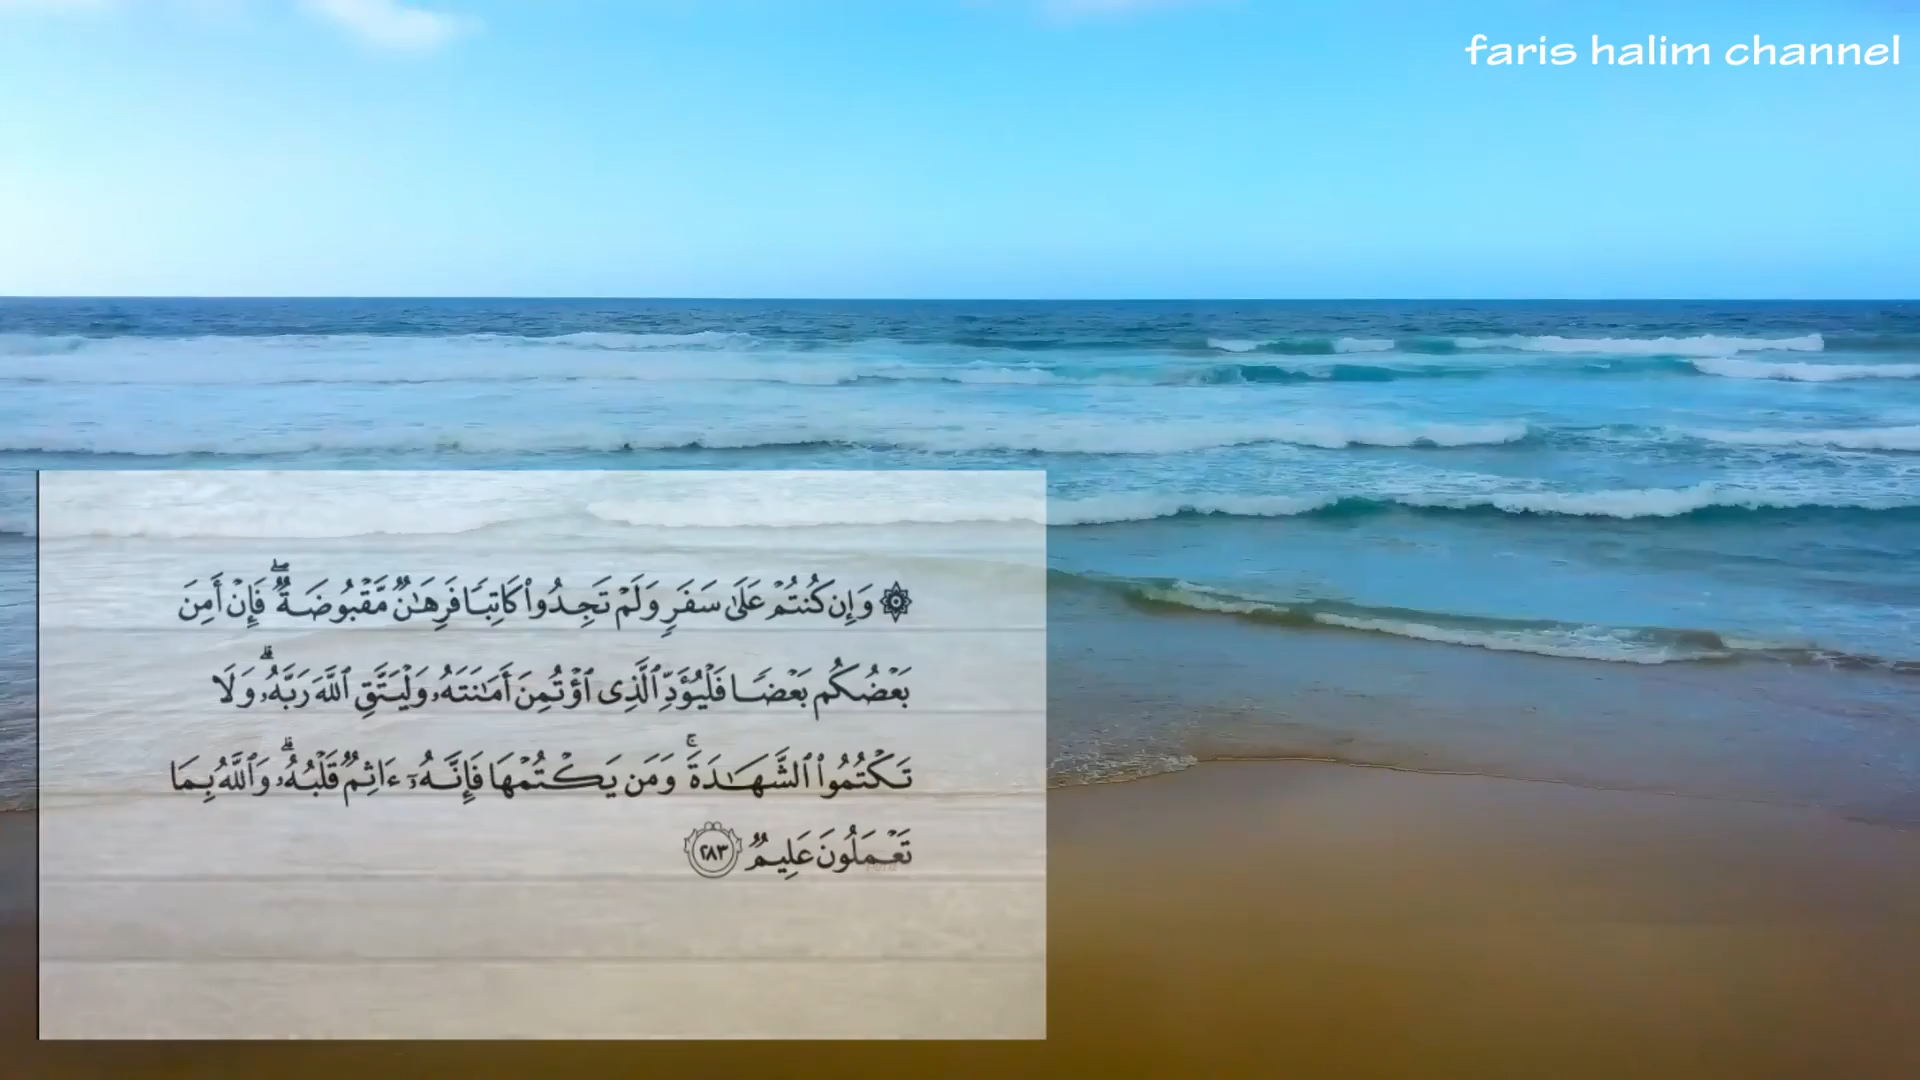 faris halim channel
۞ وَإِن كُنتُمۡ عَلَىٰ سَفَرٖ وَلَمۡ تَجِدُواْ كَاتِبٗا فَرِهَٰنٞ مَّقۡبُوضَةٞۖ فَإِنۡ أَمِنَ
بَعۡضُكُم بَعۡضٗا فَلۡيُؤَدِّ ٱلَّذِي ٱؤۡتُمِنَ أَمَٰنَتَهُۥ وَلۡيَتَّقِ ٱللَّهَ رَبَّهُۥۗ وَلَا
تَكۡتُمُواْ ٱلشَّهَٰدَةَۚ وَمَن يَكۡتُمۡهَا فَإِنَّهُۥٓ ءَاثِمٞ قَلۡبُهُۥۗ وَٱللَّهُ بِمَا
تَعۡمَلُونَ عَلِيمٞ ٢٨٣